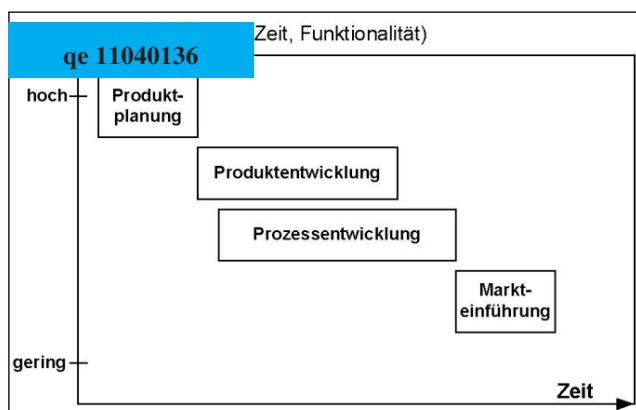 Zeit, Funktionalität)
qe 11040136
hoch
Produkt-
planung
Produktentwicklung
Prozessentwicklung
Markt-
einführung
gering
Zeit